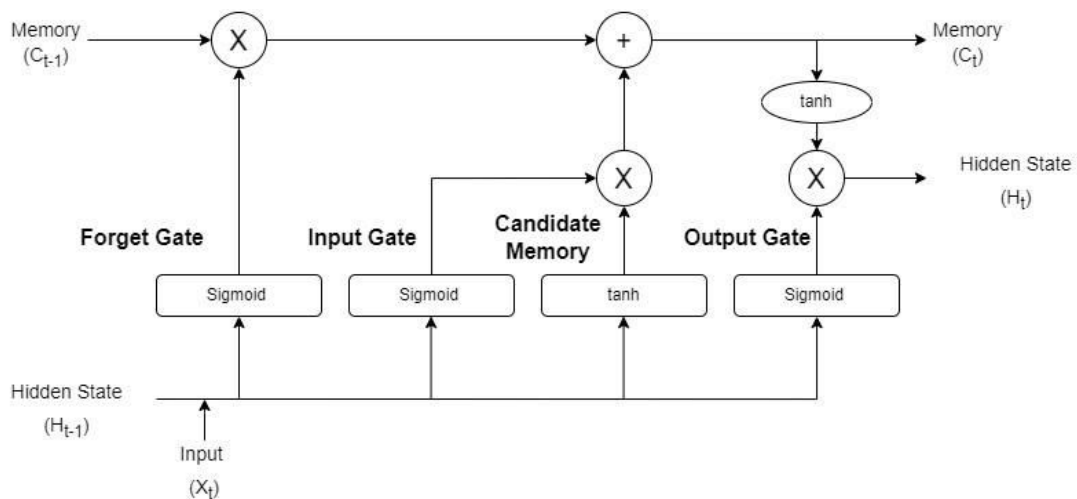 Memory
(Ct-1)
X
+
Memory
(Ct)
tanh
X
X
Hidden State
(Ht)
Forget Gate
Input Gate
Candidate
Memory
Output Gate
Sigmoid
Sigmoid
tanh
Sigmoid
Hidden State
(Ht-1)
Input
(Xt)